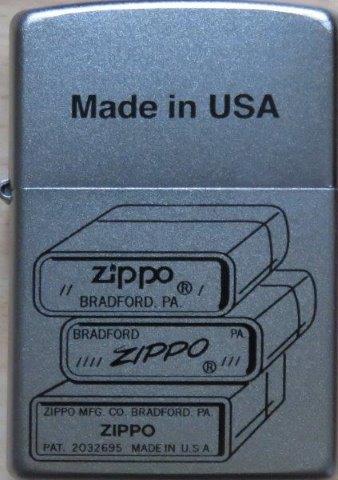 Made in USA
Zippo ®
// /
BRADFORD, PA.
BRADFORD PA.
//// ZIPPO ® ///
ZIPPO MFG. CO. BRADFORD. PA.
ZIPPO
PAT. 2032695 MADE IN U.S.A.